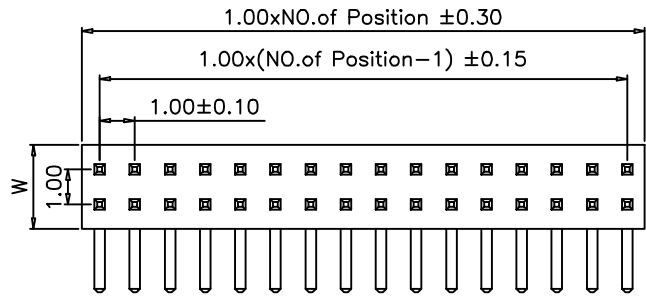 1.00xNO.of Position ±0.30
1.00x(NO.of Position-1) ±0.15
1.00±0.10
W
1.00